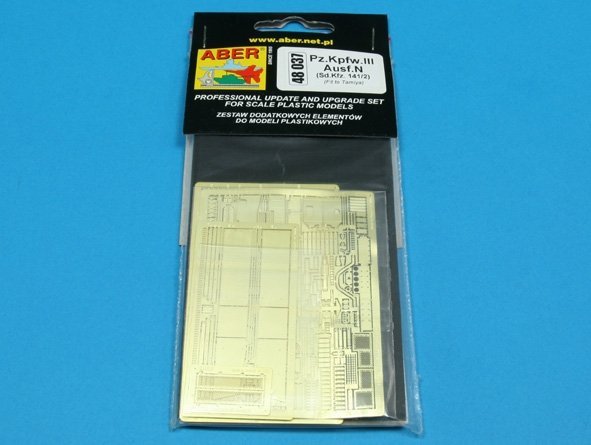 www.aber.net.pl
ABER
SINCE 1995
48 037
Pz.Kpfw.III
Ausf.N
(Sd.Kfz. 141/2)
(Fit to Tamiya)
PROFESSIONAL UPDATE AND UPGRADE SET
FOR SCALE PLASTIC MODELS
ZESTAW DODATKOWYCH ELEMENTÓW
DO MODELI PLASTIKOWYCH